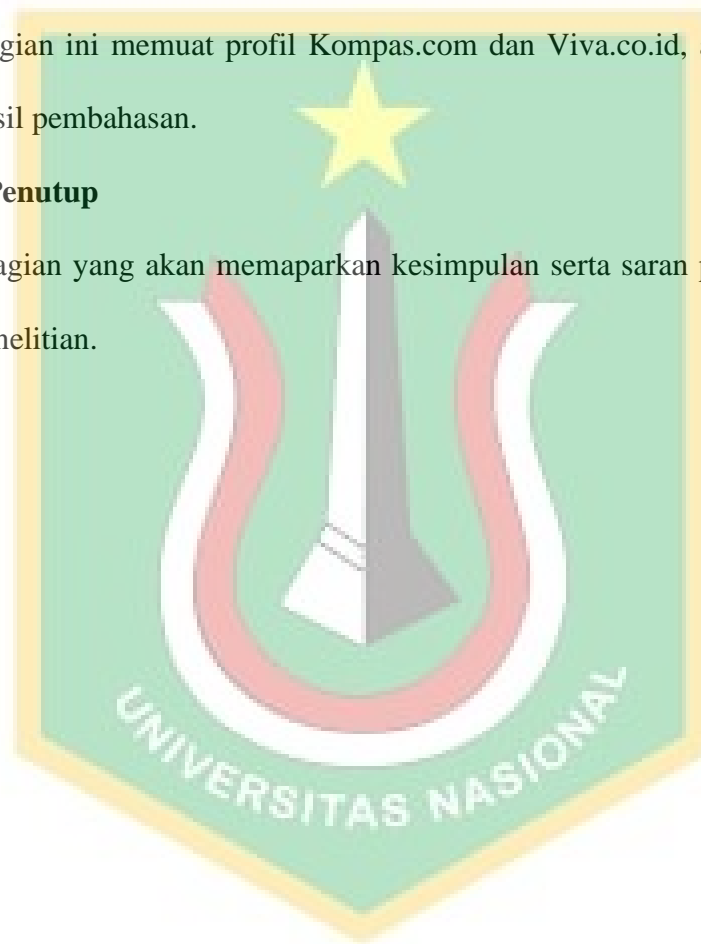 gian ini memuat profil Kompas.com dan Viva.co.id,
sil pembahasan.
Penutup
agian yang akan memaparkan kesimpulan serta saran
nelitian.
UNIVERSITAS NASIONAL